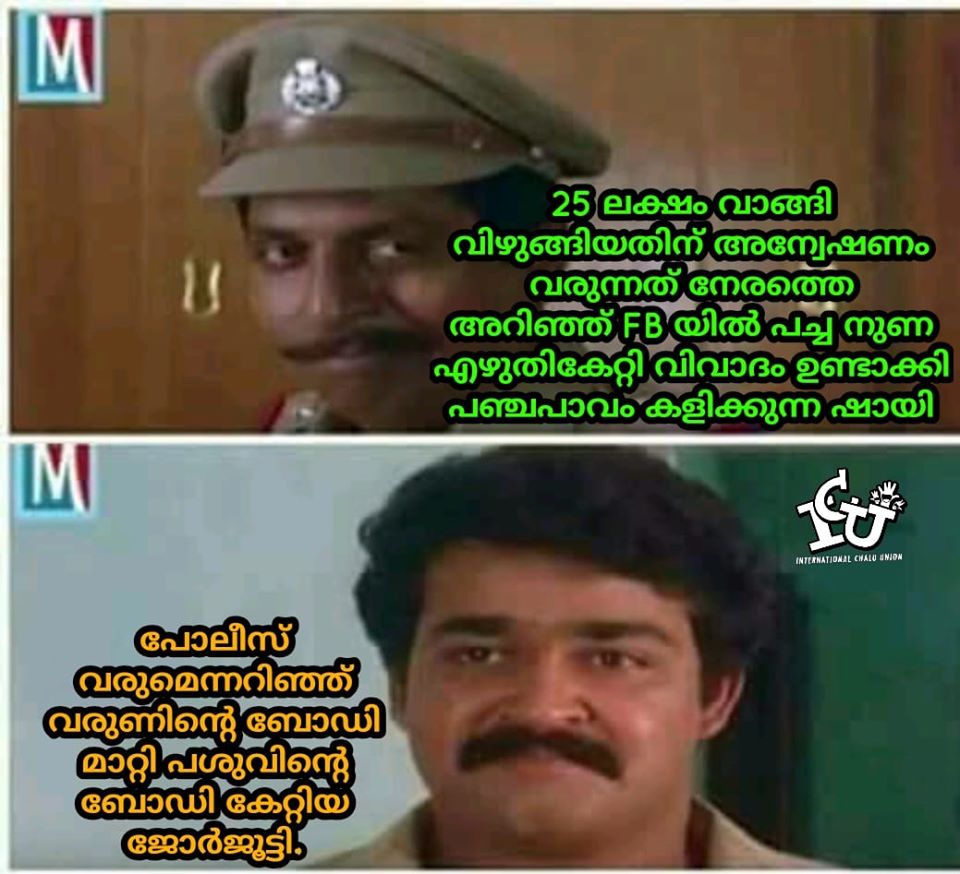 M
25 ലക്ഷം വാങ്ങി
വിഴുങ്ങിയതിന് അന്വേഷണം
വരുന്നത് നേരത്തെ
അറിഞ്ഞ് FB യിൽ പച്ച നുണ
എഴുതികേറ്റി വിവാദം ഉണ്ടാക്കി
പഞ്ചപാവം കളിക്കുന്ന ഷായി
M
ICU
INTERNATIONAL CHALU UNION
പോലീസ്
വരുമെന്നറിഞ്ഞ്
വരുണിന്റെ ബോഡി
മാറ്റി പശുവിന്റെ
ബോഡി കേറ്റിയ
ജോർജൂട്ടി.